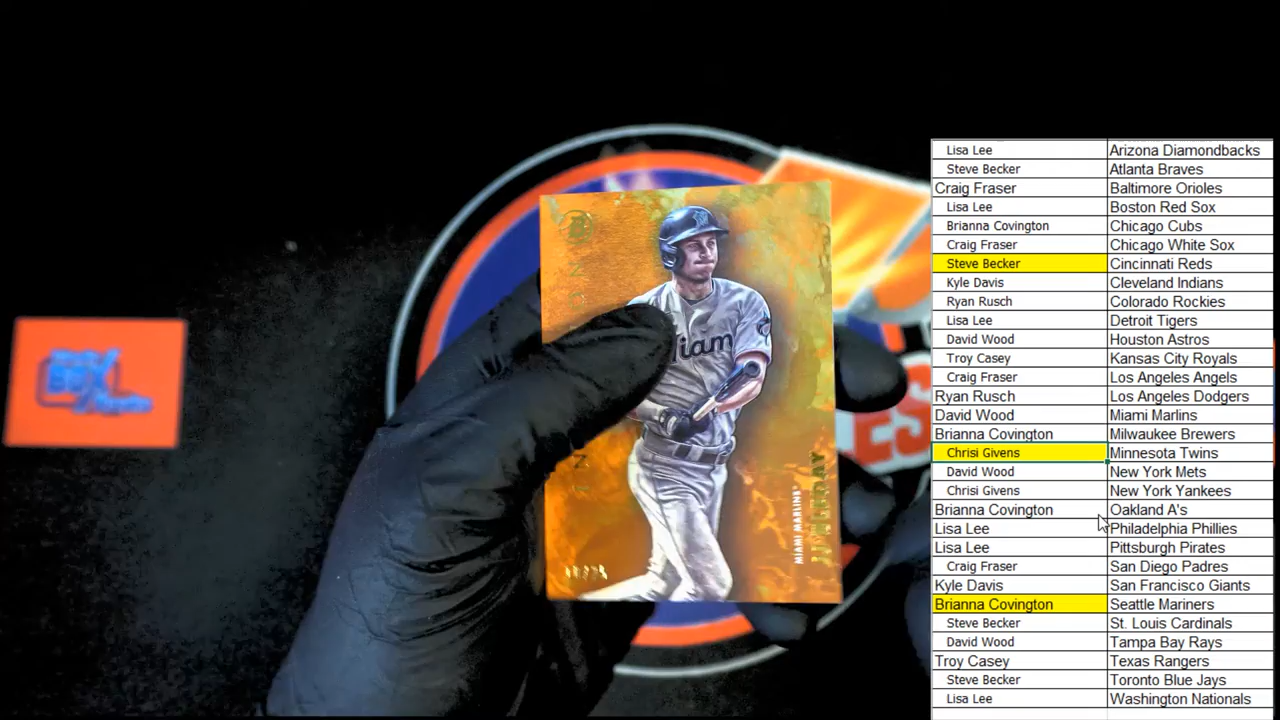 Lisa Lee Arizona Diamondbacks
Steve Becker Atlanta Braves
Craig Fraser Baltimore Orioles
Lisa Lee Boston Red Sox
Brianna Covington Chicago Cubs
Craig Fraser Chicago White Sox
Steve Becker Cincinnati Reds
Kyle Davis Cleveland Indians
Ryan Rusch Colorado Rockies
Lisa Lee Detroit Tigers
David Wood Houston Astros
Troy Casey Kansas City Royals
Craig Fraser Los Angeles Angels
Ryan Rusch Los Angeles Dodgers
David Wood Miami Marlins
Brianna Covington Milwaukee Brewers
Chrisi Givens Minnesota Twins
David Wood New York Mets
Chrisi Givens New York Yankees
Brianna Covington Oakland A's
Lisa Lee Philadelphia Phillies
Lisa Lee Pittsburgh Pirates
Craig Fraser San Diego Padres
Kyle Davis San Francisco Giants
Brianna Covington Seattle Mariners
Steve Becker St. Louis Cardinals
David Wood Tampa Bay Rays
Troy Casey Texas Rangers
Steve Becker Toronto Blue Jays
Lisa Lee Washington Nationals
MIAMI MARLINS